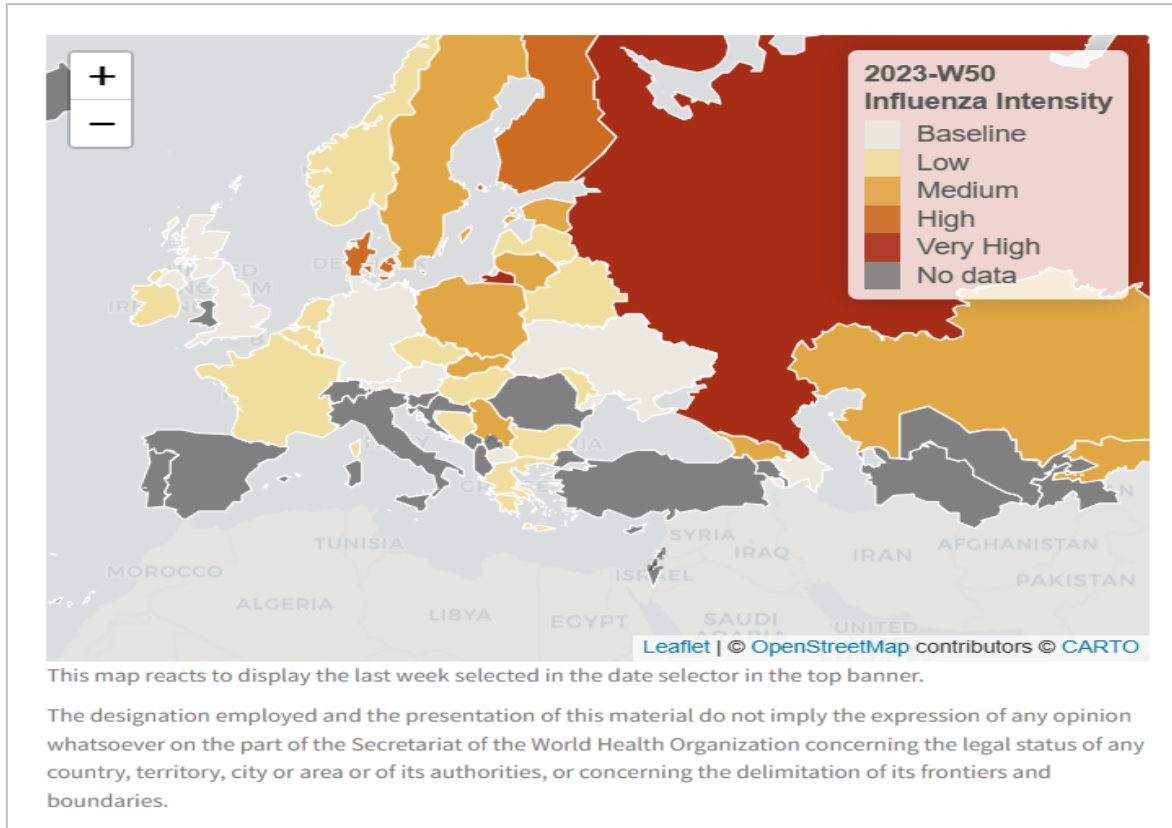 +
−
2023-W50
Influenza Intensity
Baseline
Low
Medium
High
Very High
No data
TUNISIA
SYRIA
MOROCCO
IRAQ
IRAN
AFGHANISTAN
ISRAEL
PAKISTAN
ALGERIA
LIBYA
EGYPT
SAUDI
UNITED
Leaflet | © OpenStreetMap contributors © CARTO
This map reacts to display the last week selected in the date selector in the top banner.
The designation employed and the presentation of this material do not imply the expression of any opinion
whatsoever on the part of the Secretariat of the World Health Organization concerning the legal status of any
country, territory, city or area or of its authorities, or concerning the delimitation of its frontiers and
boundaries.